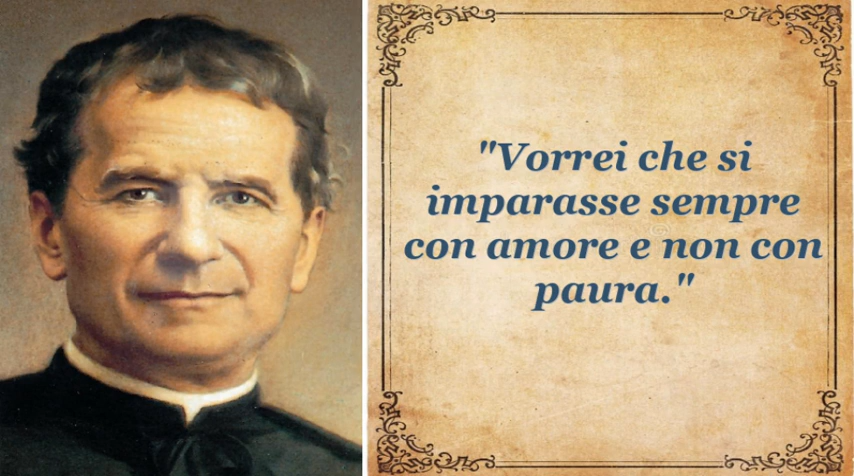 "Vorrei che si
imparasse sempre
con amore e non con
paura."